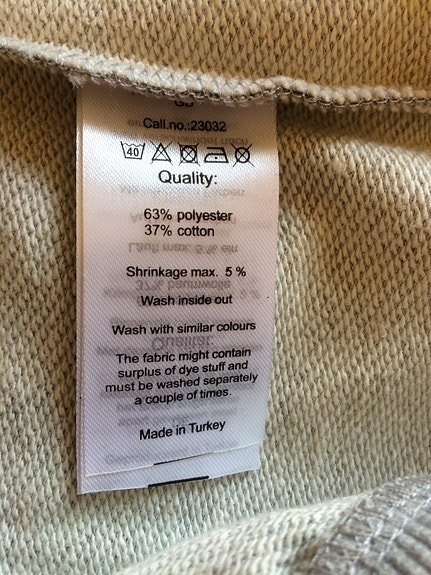 GB
Call.no.:23032
40
Quality:
63% polyester
37% cotton
Shrinkage max. 5 %
Wash inside out
Wash with similar colours
The fabric might contain
surplus of dye stuff and
must be washed separately
a couple of times.
Made in Turkey